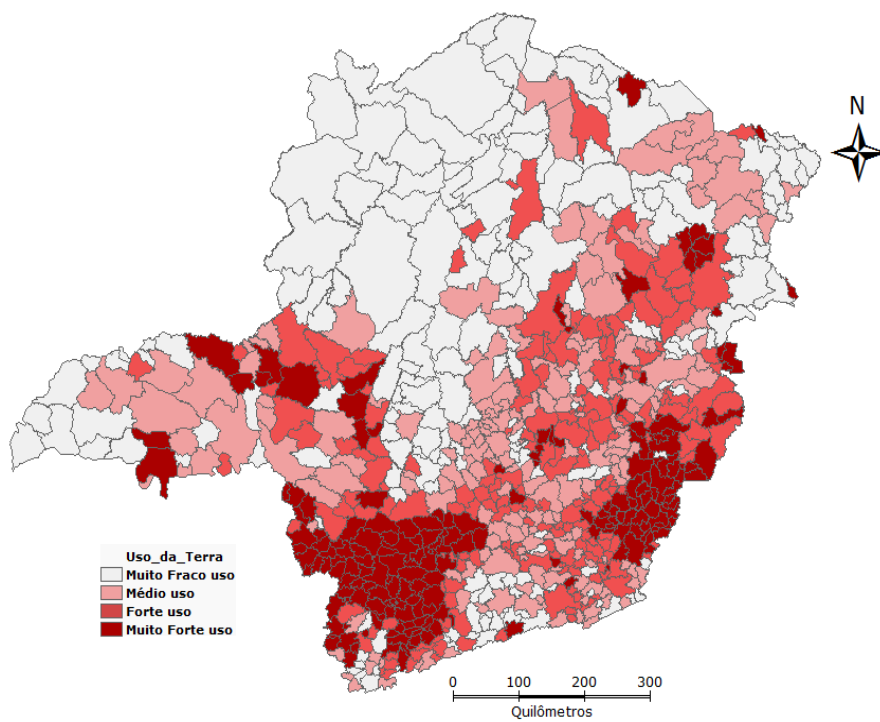 N
Uso_da_Terra
Muito Fraco uso
Médio uso
Forte uso
Muito Forte uso
0 100 200 300
Quilômetros